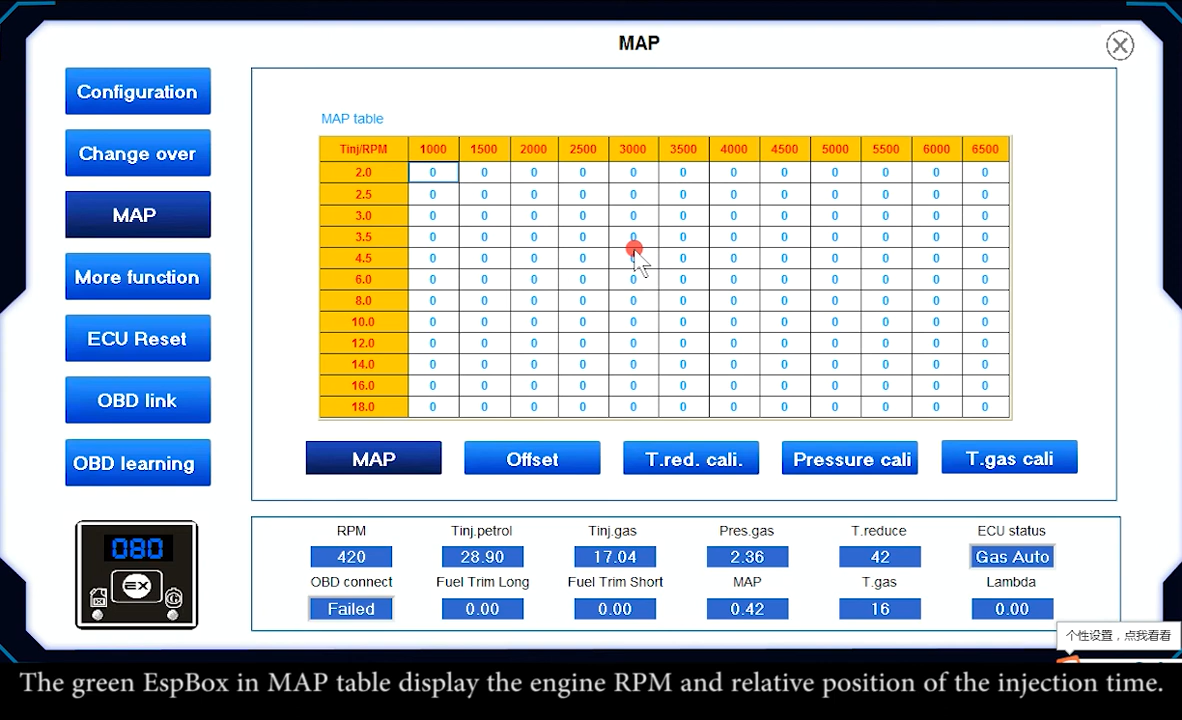 MAP
Configuration
Change over
MAP
More function
ECU Reset
OBD link
OBD learning
MAP table
Tinj/RPM 1000 1500 2000 2500 3000 3500 4000 4500 5000 5500 6000 6500
2.0 0 0 0 0 0 0 0 0 0 0 0 0
2.5 0 0 0 0 0 0 0 0 0 0 0 0
3.0 0 0 0 0 0 0 0 0 0 0 0 0
3.5 0 0 0 0 0 0 0 0 0 0 0 0
4.5 0 0 0 0 0 0 0 0 0 0 0
6.0 0 0 0 0 0 0 0 0 0 0 0 0
8.0 0 0 0 0 0 0 0 0 0 0 0 0
10.0 0 0 0 0 0 0 0 0 0 0 0 0
12.0 0 0 0 0 0 0 0 0 0 0 0 0
14.0 0 0 0 0 0 0 0 0 0 0 0 0
16.0 0 0 0 0 0 0 0 0 0 0 0 0
18.0 0 0 0 0 0 0 0 0 0 0 0 0
MAP Offset T.red. cali. Pressure cali T.gas cali
080
EX
G
RPM Tinj.petrol Tinj.gas Pres.gas T.reduce ECU status
420 28.90 17.04 2.36 42 Gas Auto
OBD connect Fuel Trim Long Fuel Trim Short MAP T.gas Lambda
Failed 0.00 0.00 0.42 16 0.00
个性设置，点我看看
The green EspBox in MAP table display the engine RPM and relative position of the injection time.